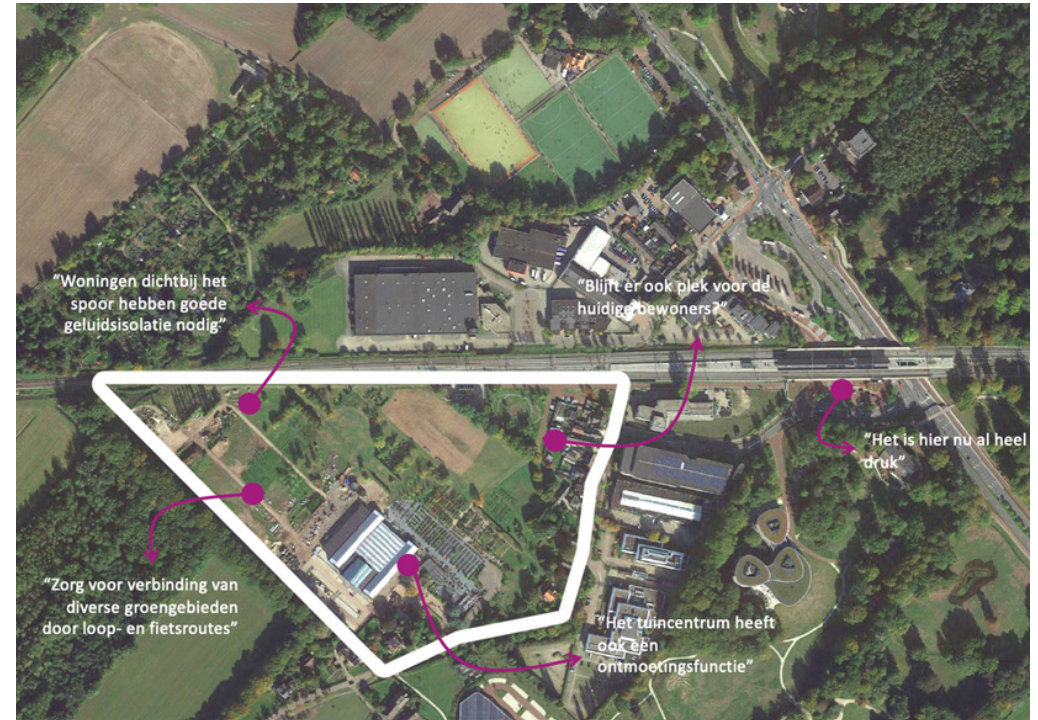 “Woningen dichtbij het
spoor hebben goede
geluidsisolatie nodig”
“Blijft er ook plek voor de
huidige bewoners?”
“Het is hier nu al heel
druk”
“Zorg voor verbinding van
diverse groengebieden
door loop- en fietsroutes”
“Het tuincentrum heeft
ook een
ontmoetingsfunctie”